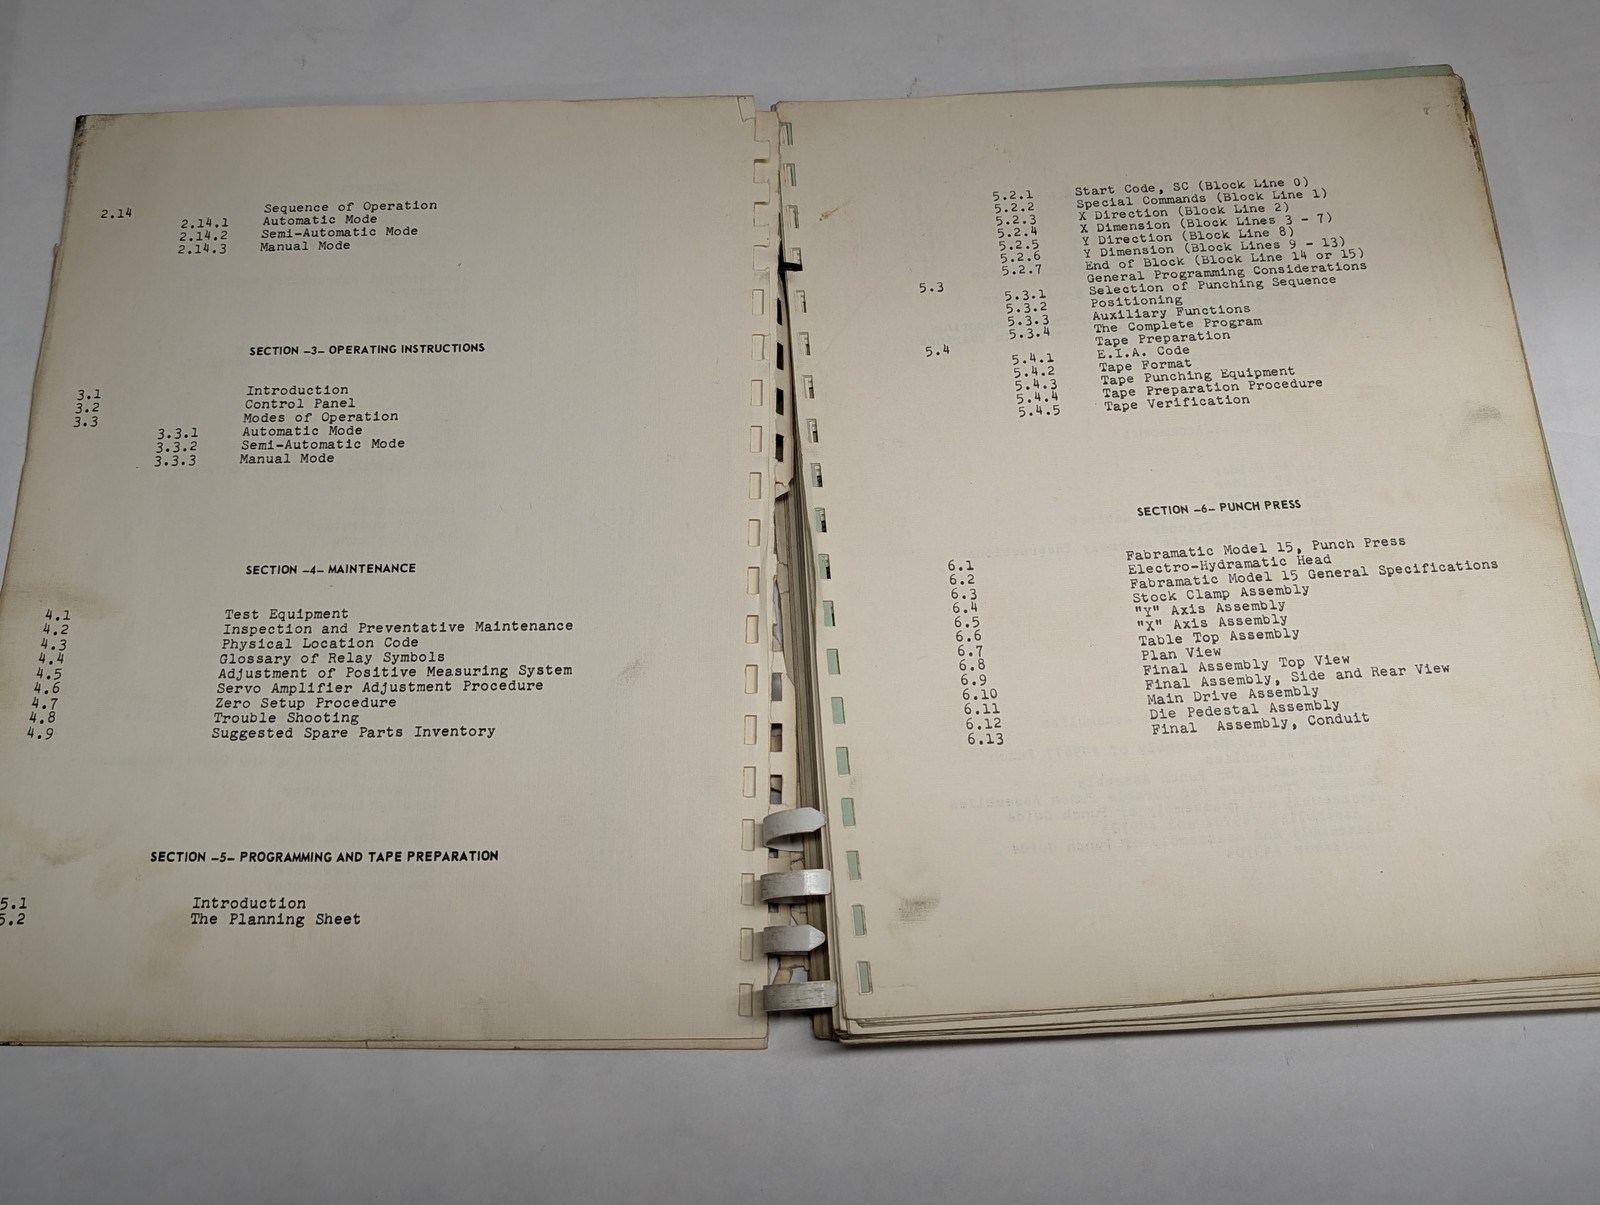 2.14 Sequence of Operation
2.14.1 Automatic Mode
2.14.2 Semi-Automatic Mode
2.14.3 Manual Mode
SECTION -3- OPERATING INSTRUCTIONS
3.1 Introduction
3.2 Control Panel
3.3 Modes of Operation
3.3.1 Automatic Mode
3.3.2 Semi-Automatic Mode
3.3.3 Manual Mode
SECTION -4- MAINTENANCE
4.1 Test Equipment
4.2 Inspection and Preventative Maintenance
4.3 Physical Location Code
4.4 Glossary of Relay Symbols
4.5 Adjustment of Positive Measuring System
4.6 Servo Amplifier Adjustment Procedure
4.7 Zero Setup Procedure
4.8 Trouble Shooting
4.9 Suggested Spare Parts Inventory
SECTION -5- PROGRAMMING AND TAPE PREPARATION
5.1 Introduction
5.2 The Planning Sheet
5.2.1 Start Code, SC (Block Line 0)
5.2.2 Special Commands (Block Line 1)
5.2.3 X Direction (Block Line 2)
5.2.4 X Dimension (Block Lines 3 - 7)
5.2.5 Y Direction (Block Line 8)
5.2.6 Y Dimension (Block Lines 9 - 13)
5.2.7 End of Block (Block Line 14 or 15)
5.3 General Programming Considerations
5.3.1 Selection of Punching Sequence
5.3.2 Positioning
5.3.3 Auxiliary Functions
5.3.4 The Complete Program
5.4 Tape Preparation
5.4.1 E.I.A. Code
5.4.2 Tape Format
5.4.3 Tape Punching Equipment
5.4.4 Tape Preparation Procedure
5.4.5 Tape Verification
SECTION -6- PUNCH PRESS
6.1 Fabramatic Model 15, Punch Press
6.2 Electro-Hydramatic Head
6.3 Fabramatic Model 15 General Specifications
6.4 Stock Clamp Assembly
6.5 "Y" Axis Assembly
6.6 "X" Axis Assembly
6.7 Table Top Assembly
6.8 Plan View
6.9 Final Assembly Top View
6.10 Final Assembly, Side and Rear View
6.11 Main Drive Assembly
6.12 Die Pedestal Assembly
6.13 Final Assembly, Conduit